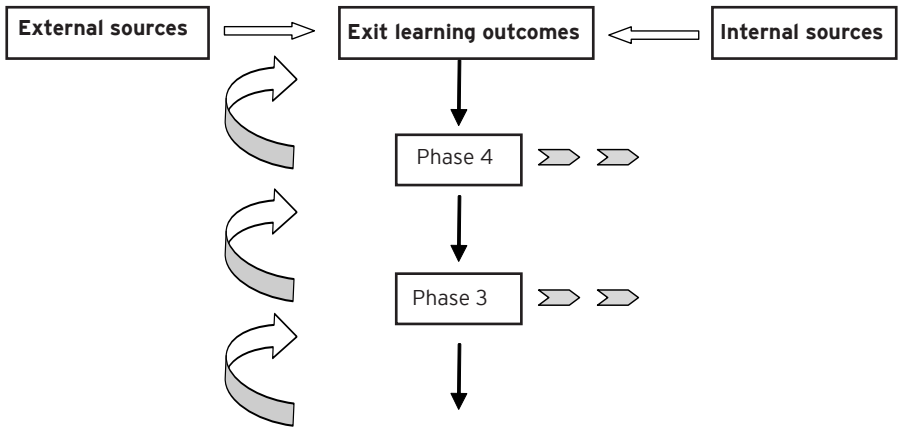 External sources
Exit learning outcomes
Internal sources
Phase 4
Phase 3